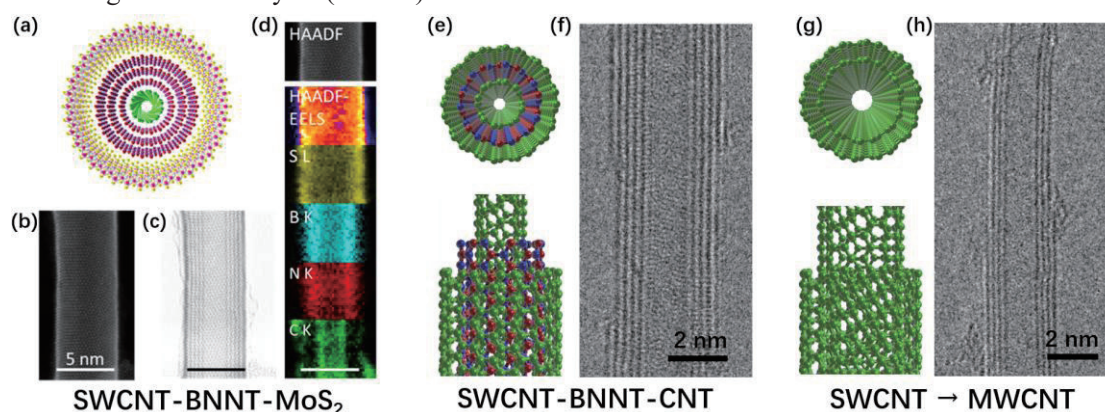 (a)
(d)
HAADF
(e)
(f)
(g)
(h)
HAADF-
EELS
S L
(b)
(c)
B K
N K
C K
5 nm
2 nm
2 nm
SWCNT-BNNT-MoS₂
SWCNT-BNNT-CNT
SWCNT → MWCNT